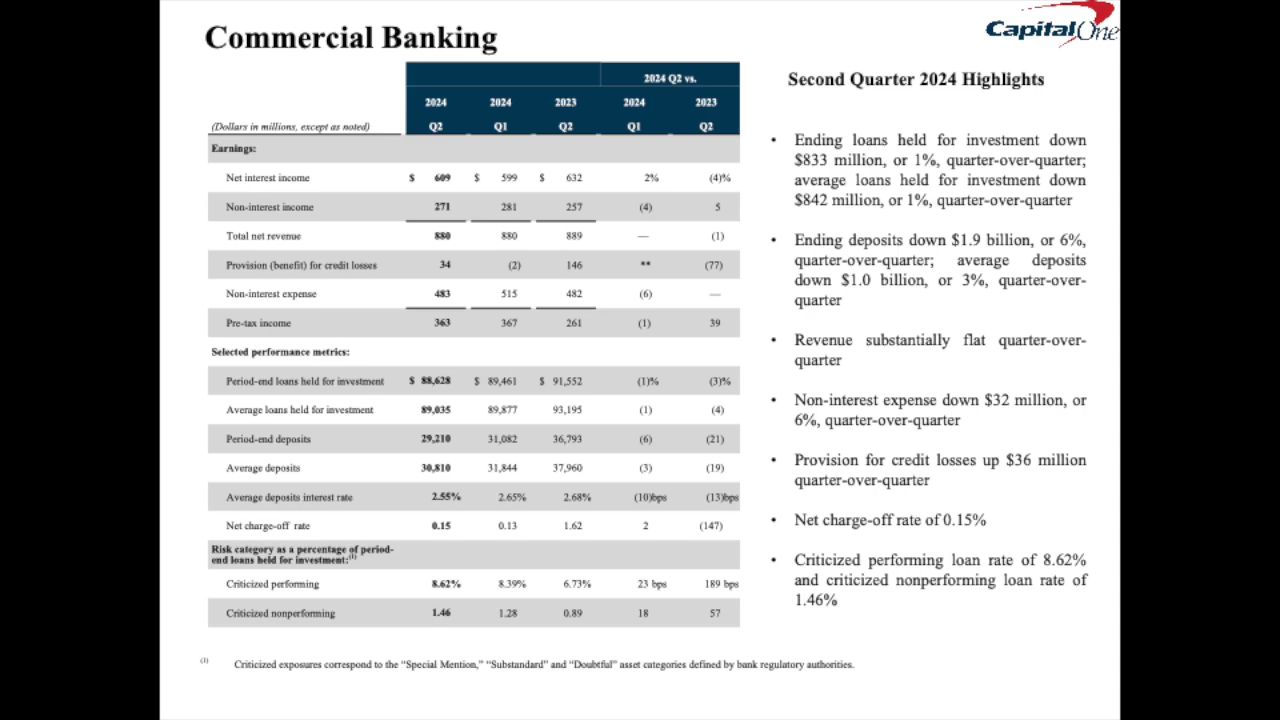 Commercial Banking
CapitalOne
2024 Q2 vs.
2024 2024 2023 2024 2023
(Dollars in millions, except as noted) Q2 Q1 Q2 Q1 Q2
Earnings:
Net interest income $ 609 $ 599 $ 632 2% (4)%
Non-interest income 271 281 257 (4) 5
Total net revenue 880 880 889 — (1)
Provision (benefit) for credit losses 34 (2) 146 ** (77)
Non-interest expense 483 515 482 (6) —
Pre-tax income 363 367 261 (1) 39
Selected performance metrics:
Period-end loans held for investment $ 88,628 $ 89,461 $ 91,552 (1)% (3)%
Average loans held for investment 89,035 89,877 93,195 (1) (4)
Period-end deposits 29,210 31,082 36,793 (6) (21)
Average deposits 30,810 31,844 37,960 (3) (19)
Average deposits interest rate 2.55% 2.65% 2.68% (10)bps (13)bps
Net charge-off rate 0.15 0.13 1.62 2 (147)
Risk category as a percentage of period-
end loans held for investment:(1)
Criticized performing 8.62% 8.39% 6.73% 23 bps 189 bps
Criticized nonperforming 1.46 1.28 0.89 18 57
Second Quarter 2024 Highlights
• Ending loans held for investment down
$833 million, or 1%, quarter-over-quarter;
average loans held for investment down
$842 million, or 1%, quarter-over-quarter
• Ending deposits down $1.9 billion, or 6%,
quarter-over-quarter; average deposits
down $1.0 billion, or 3%, quarter-over-
quarter
• Revenue substantially flat quarter-over-
quarter
• Non-interest expense down $32 million, or
6%, quarter-over-quarter
• Provision for credit losses up $36 million
quarter-over-quarter
• Net charge-off rate of 0.15%
• Criticized performing loan rate of 8.62%
and criticized nonperforming loan rate of
1.46%
(1) Criticized exposures correspond to the “Special Mention,” “Substandard” and “Doubtful” asset categories defined by bank regulatory authorities.